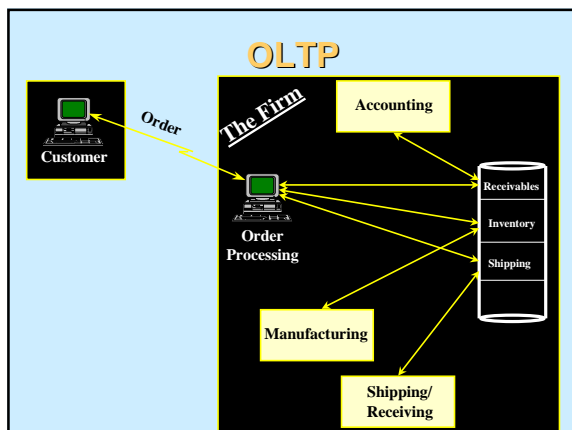 OLTP
Customer
Order
The Firm
Accounting
Order
Processing
Receivables
Inventory
Shipping
Manufacturing
Shipping/
Receiving